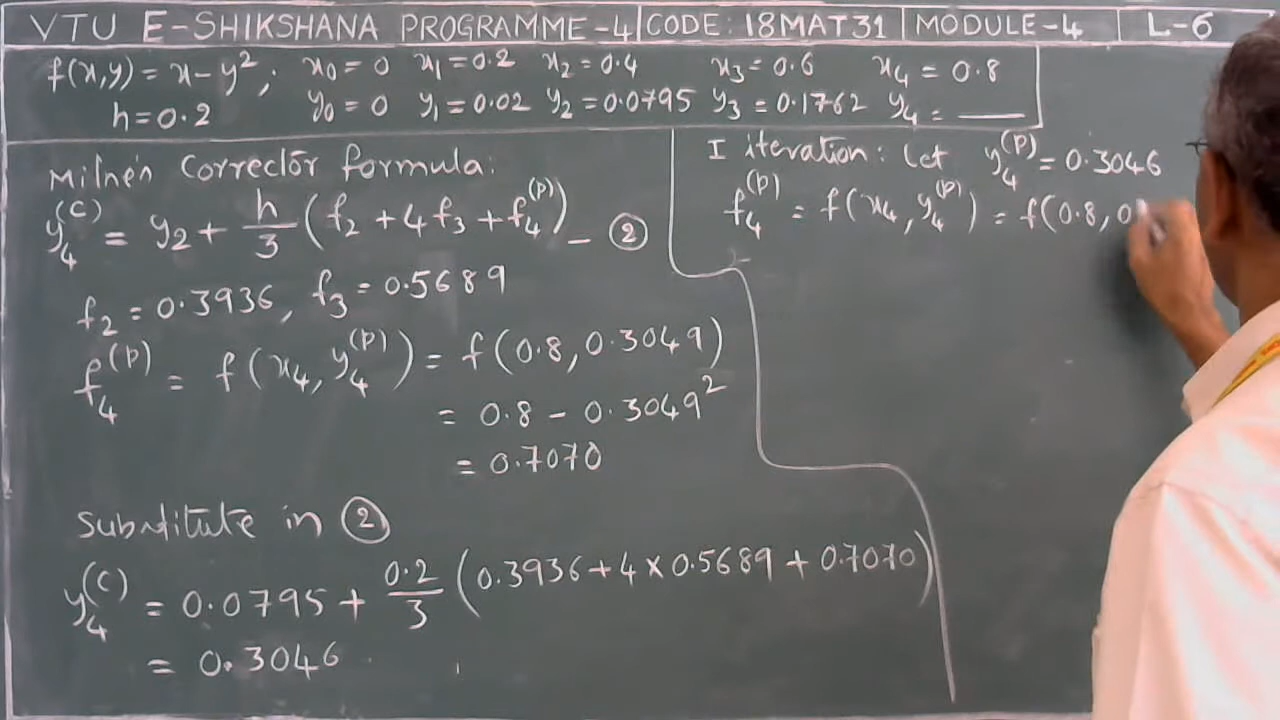 VTU E-SHIKSHANA PROGRAMME-4 CODE: 18MAT31 MODULE-4 L-6
f(x,y) = x-y²; x0 = 0 x1 = 0.2 x2 = 0.4 x3 = 0.6 x4 = 0.8
h=0.2 y0 = 0 y1 = 0.02 y2 = 0.0795 y3 = 0.1762 y4 = ___
Milne's Corrector formula:
y4^(C) = y2 + h/3 (f2 + 4f3 + f4^(P)) - ②
f2 = 0.3936, f3 = 0.5689
f4^(P) = f(x4, y4^(P)) = f(0.8, 0.3049)
= 0.8 - 0.3049²
= 0.7070
Substitute in ②
y4^(C) = 0.0795 + 0.2/3 (0.3936 + 4 × 0.5689 + 0.7070)
= 0.3046
I iteration: Let y4^(P) = 0.3046
f4^(P) = f(x4, y4^(P)) = f(0.8, 0